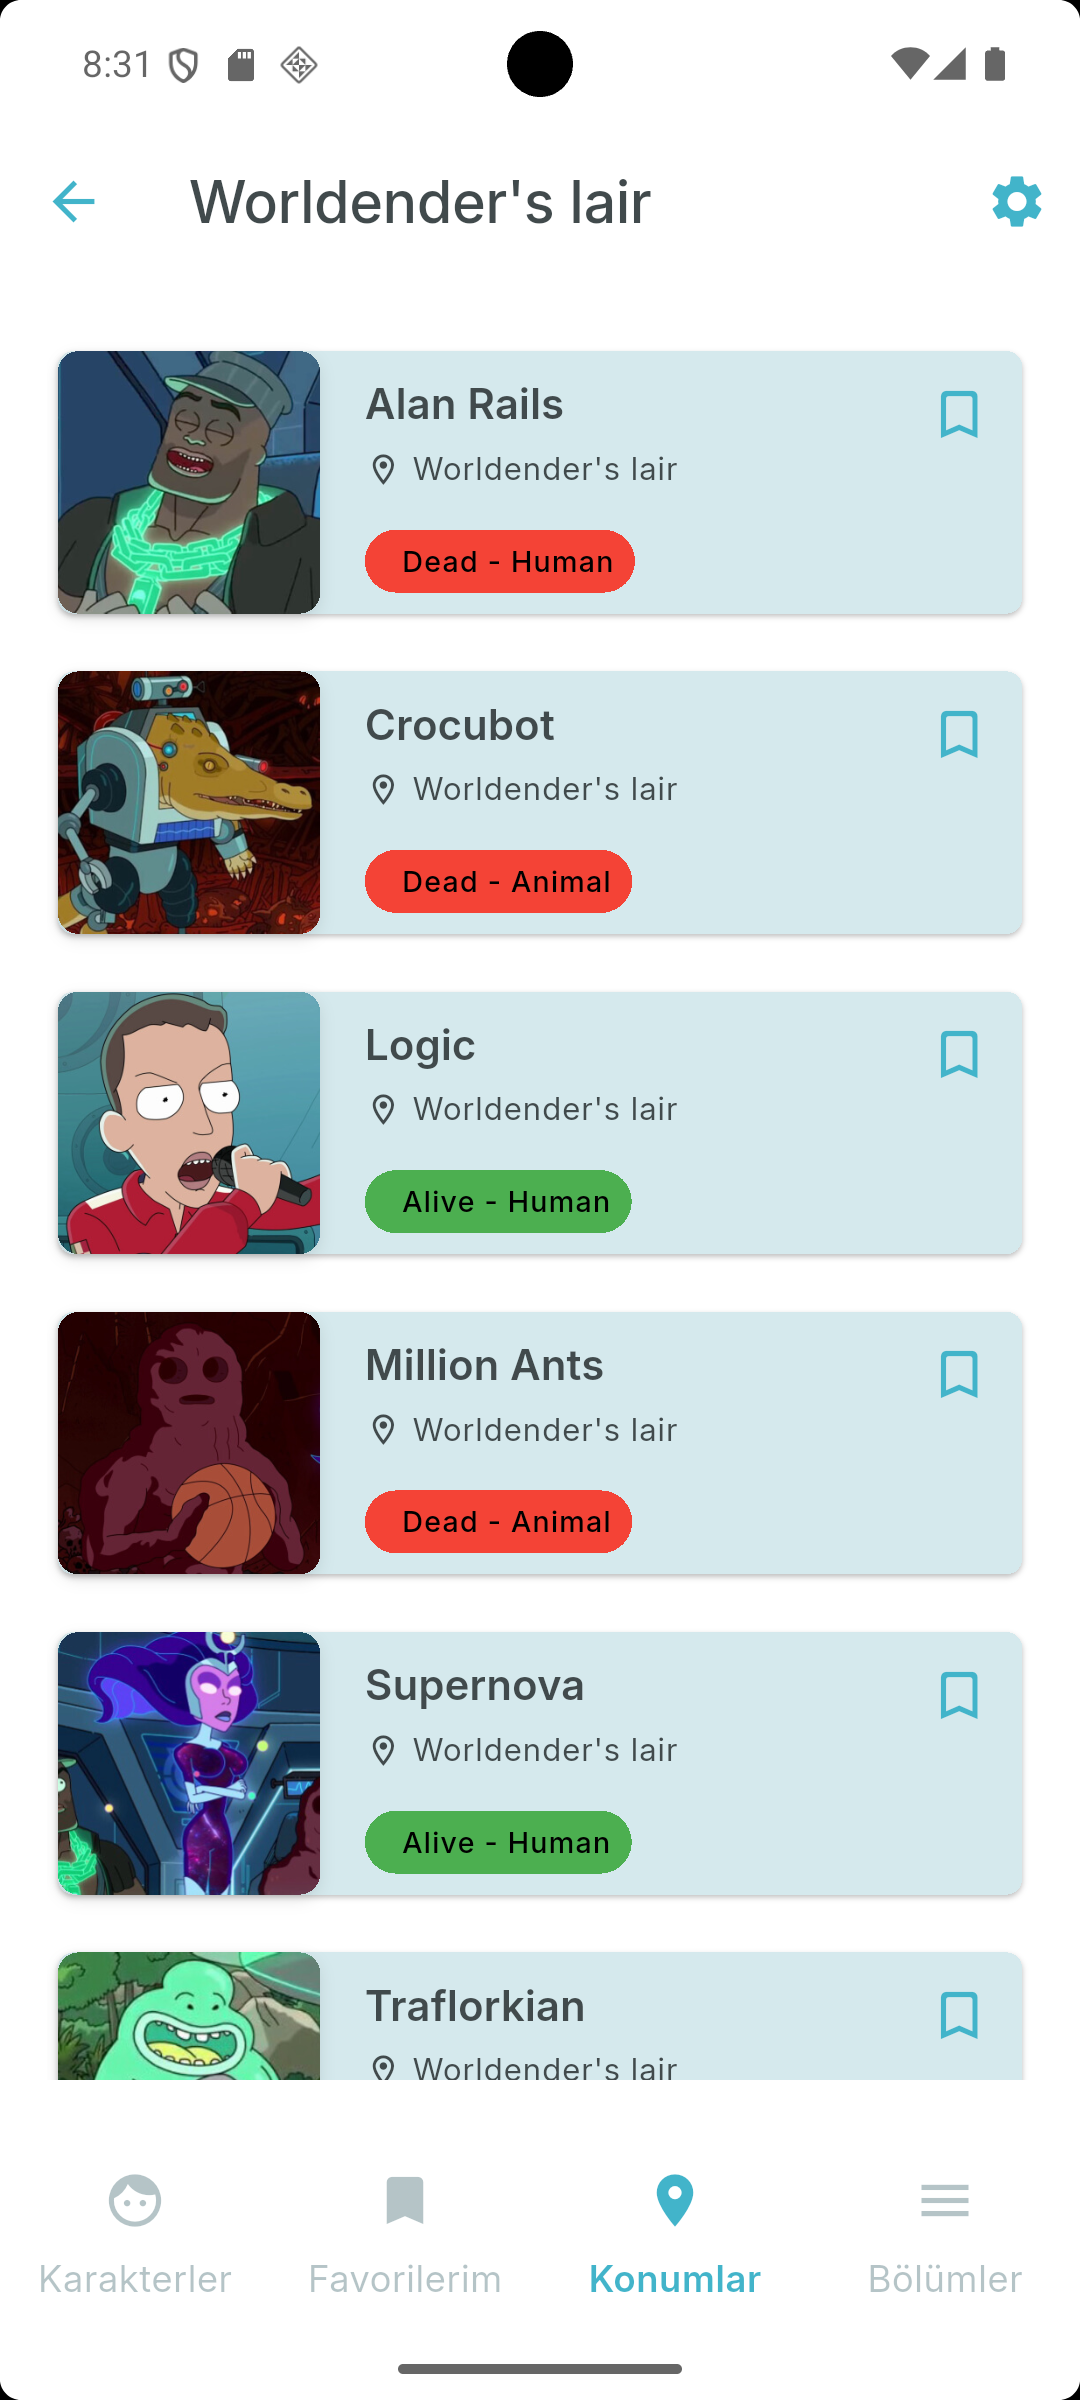 8:31
Worldender's lair
Alan Rails
Worldender's lair
Dead - Human
Crocubot
Worldender's lair
Dead - Animal
Logic
Worldender's lair
Alive - Human
Million Ants
Worldender's lair
Dead - Animal
Supernova
Worldender's lair
Alive - Human
Traflorkian
Worldender's lair
Karakterler
Favorilerim
Konumlar
Bölümler